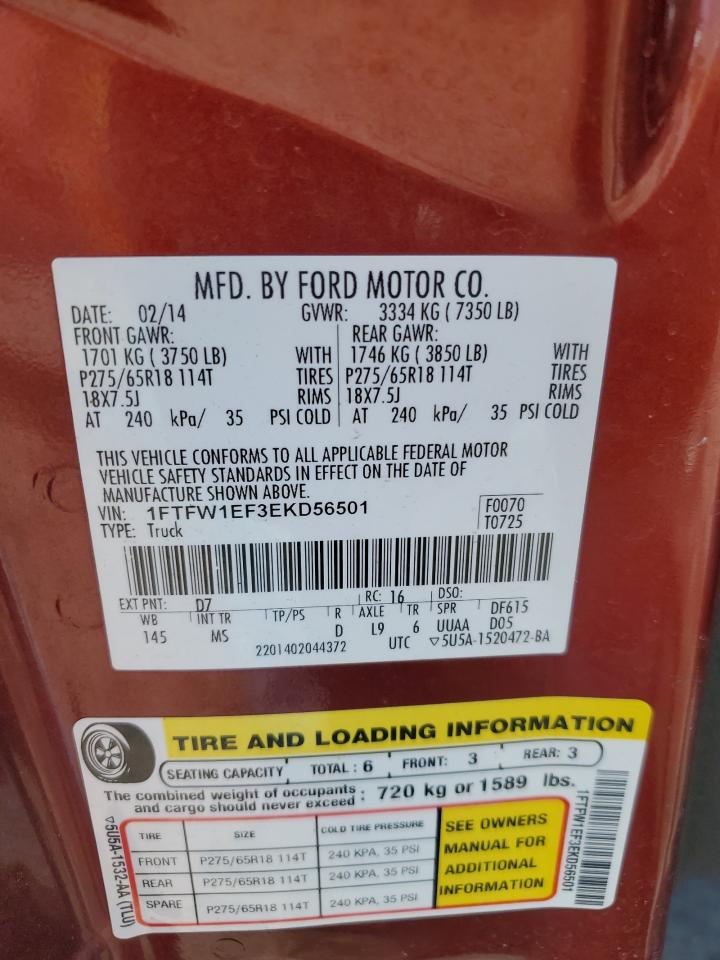 MFD. BY FORD MOTOR CO.
DATE: 02/14 GVWR: 3334 KG ( 7350 LB)
FRONT GAWR: REAR GAWR:
1701 KG ( 3750 LB) WITH 1746 KG ( 3850 LB) WITH
P275/65R18 114T TIRES P275/65R18 114T TIRES
18X7.5J RIMS 18X7.5J RIMS
AT 240 kPa/ 35 PSI COLD AT 240 kPa/ 35 PSI COLD
THIS VEHICLE CONFORMS TO ALL APPLICABLE FEDERAL MOTOR
VEHICLE SAFETY STANDARDS IN EFFECT ON THE DATE OF
MANUFACTURE SHOWN ABOVE.
VIN: 1FTFW1EF3EKD56501 F0070
TYPE: Truck T0725
EXT PNT: D7 RC: 16 DSO:
WB INT TR TP/PS R AXLE TR SPR DF615
145 MS D L9 6 UUAA D05
2201402044372 UTC ▽5U5A-1520472-BA
TIRE AND LOADING INFORMATION
SEATING CAPACITY TOTAL : 6 FRONT: 3 REAR: 3
The combined weight of occupants : 720 kg or 1589 lbs.
and cargo should never exceed
TIRE SIZE COLD TIRE PRESSURE
FRONT P275/65R18 114T 240 KPA, 35 PSI
REAR P275/65R18 114T 240 KPA, 35 PSI
SPARE P275/65R18 114T 240 KPA, 35 PSI
SEE OWNERS
MANUAL FOR
ADDITIONAL
INFORMATION
▽5U5A-1532-AA (TLU)
1FTFW1EF3EKD56501